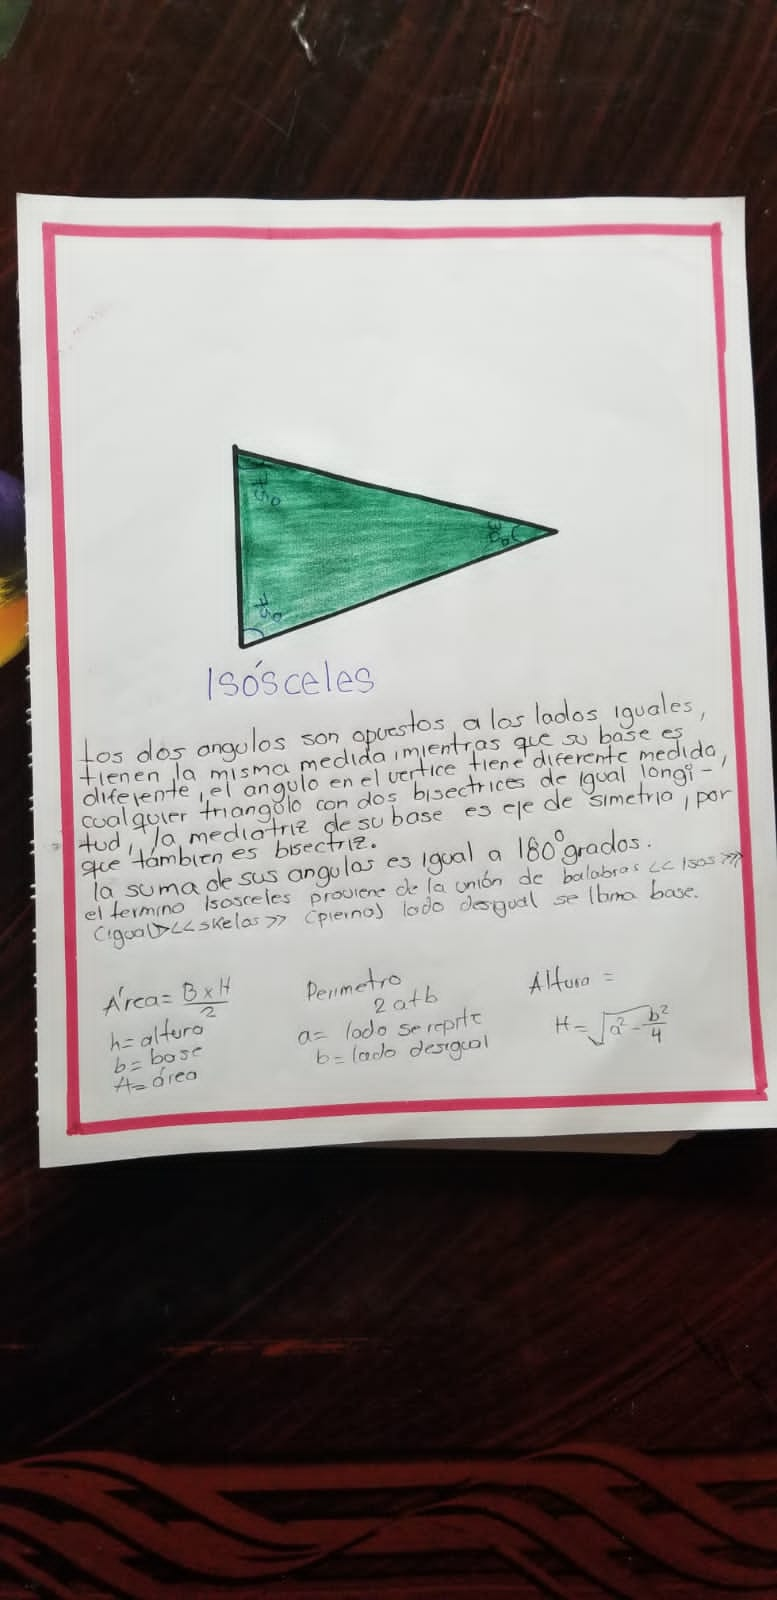 75°
30°
75°
Isósceles
Los dos angulos son opuestos a los lados iguales,
tienen la misma medida, mientras que su base es
diferente, el angulo en el vertice tiene diferente medida,
cualquier triangulo con dos bisectrices de igual longi-
tud, la mediatriz de su base es eje de simetria, por
que tambien es bisectriz.
la suma de sus angulos es igual a 180° grados.
el termino Isosceles proviene de la unión de balabras <<Isos>>>
(igual)><<skelos>> (pierna) lado desigual se llama base.
Área= B x H / 2
h= altura
b= base
A= área
Perimetro
2a+b
a= lado se repite
b= lado desigual
Altura =
H=√a²-b²/4